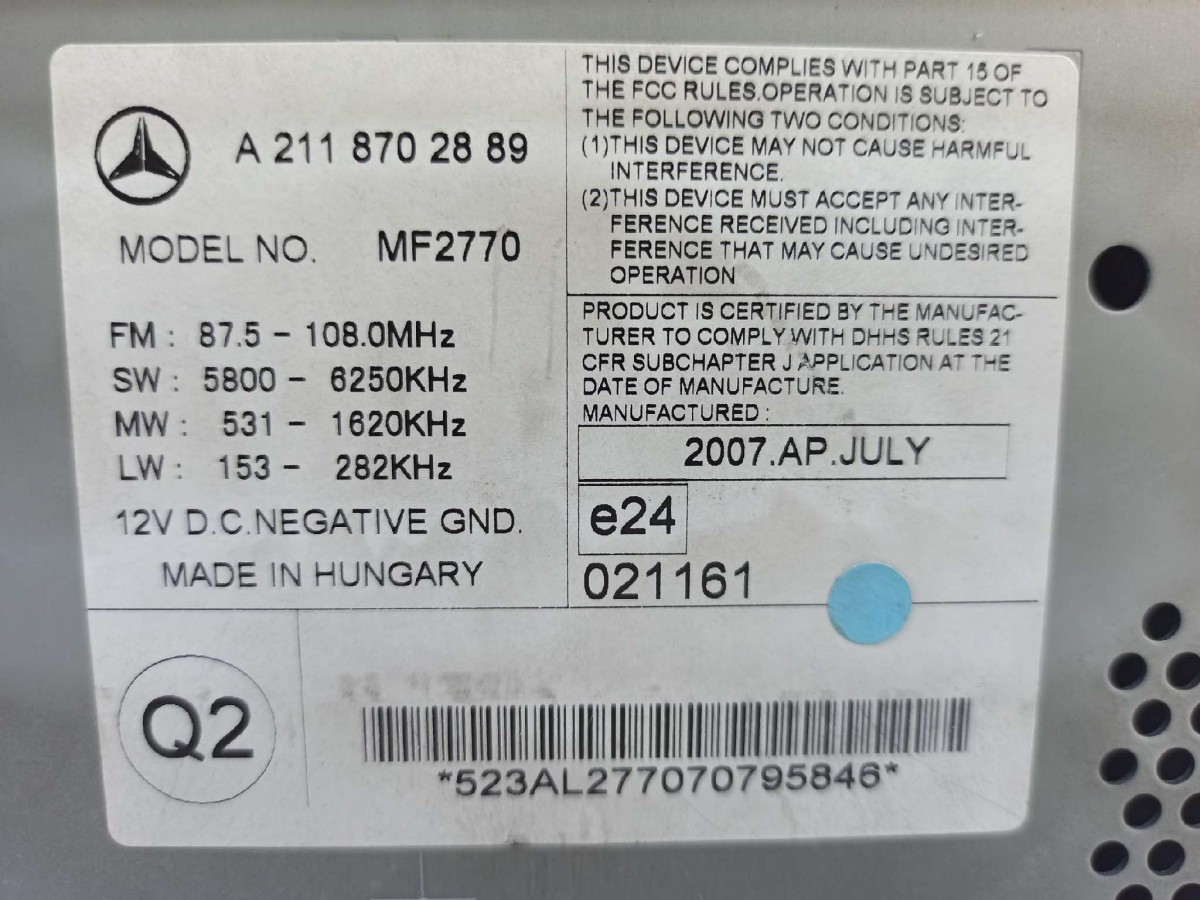 A 211 870 28 89
MODEL NO. MF2770
FM : 87.5 - 108.0MHz
SW : 5800 - 6250KHz
MW : 531 - 1620KHz
LW : 153 - 282KHz
12V D.C.NEGATIVE GND.
MADE IN HUNGARY
THIS DEVICE COMPLIES WITH PART 15 OF
THE FCC RULES.OPERATION IS SUBJECT TO
THE FOLLOWING TWO CONDITIONS:
(1)THIS DEVICE MAY NOT CAUSE HARMFUL
INTERFERENCE.
(2)THIS DEVICE MUST ACCEPT ANY INTER-
FERENCE RECEIVED INCLUDING INTER-
FERENCE THAT MAY CAUSE UNDESIRED
OPERATION
PRODUCT IS CERTIFIED BY THE MANUFAC-
TURER TO COMPLY WITH DHHS RULES 21
CFR SUBCHAPTER J APPLICATION AT THE
DATE OF MANUFACTURE.
MANUFACTURED :
2007.AP.JULY
e24
021161
Q2
*523AL277070795846*